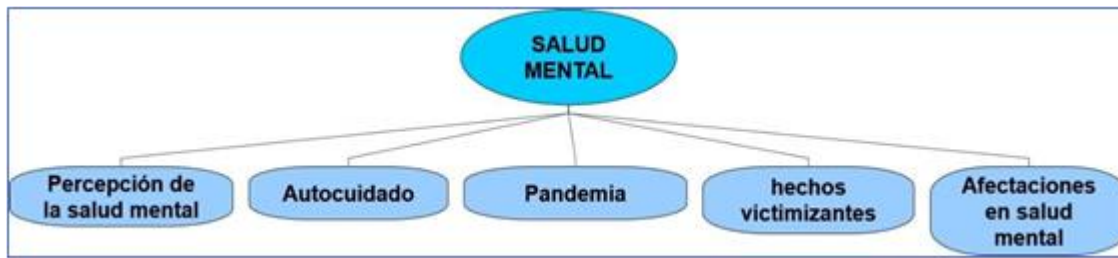 SALUD
MENTAL
Percepción de
la salud mental
Autocuidado
Pandemia
hechos
victimizantes
Afectaciones
en salud
mental